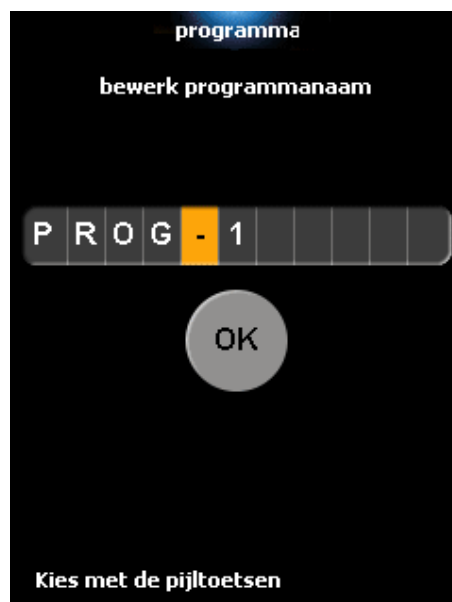 programma
bewerk programmanaam
PROG-1
OK
Kies met de pijltoetsen